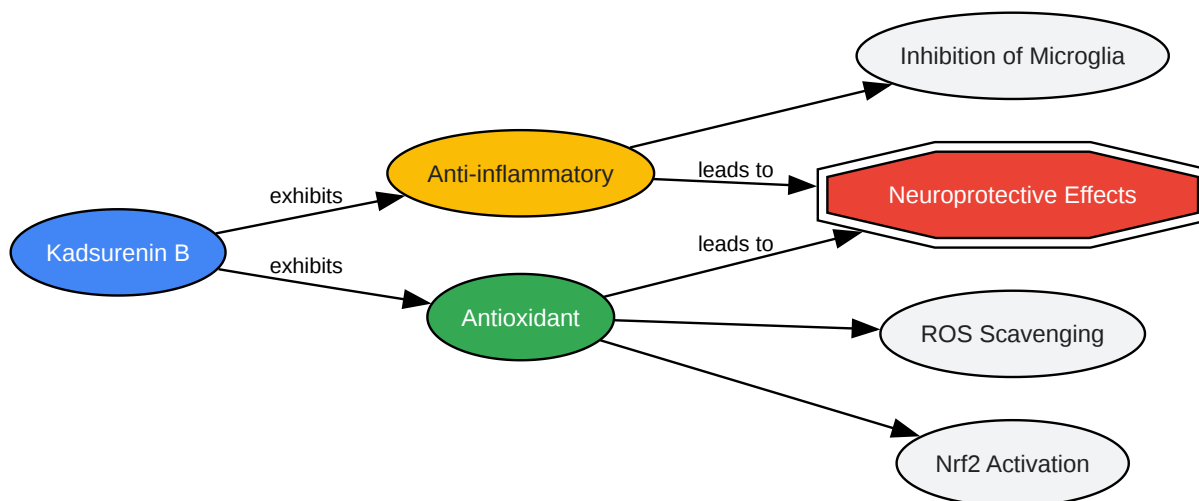 Kadsurenin B
exhibits
exhibits
Anti-inflammatory
Antioxidant
leads to
leads to
Inhibition of Microglia
Neuroprotective Effects
ROS Scavenging
Nrf2 Activation